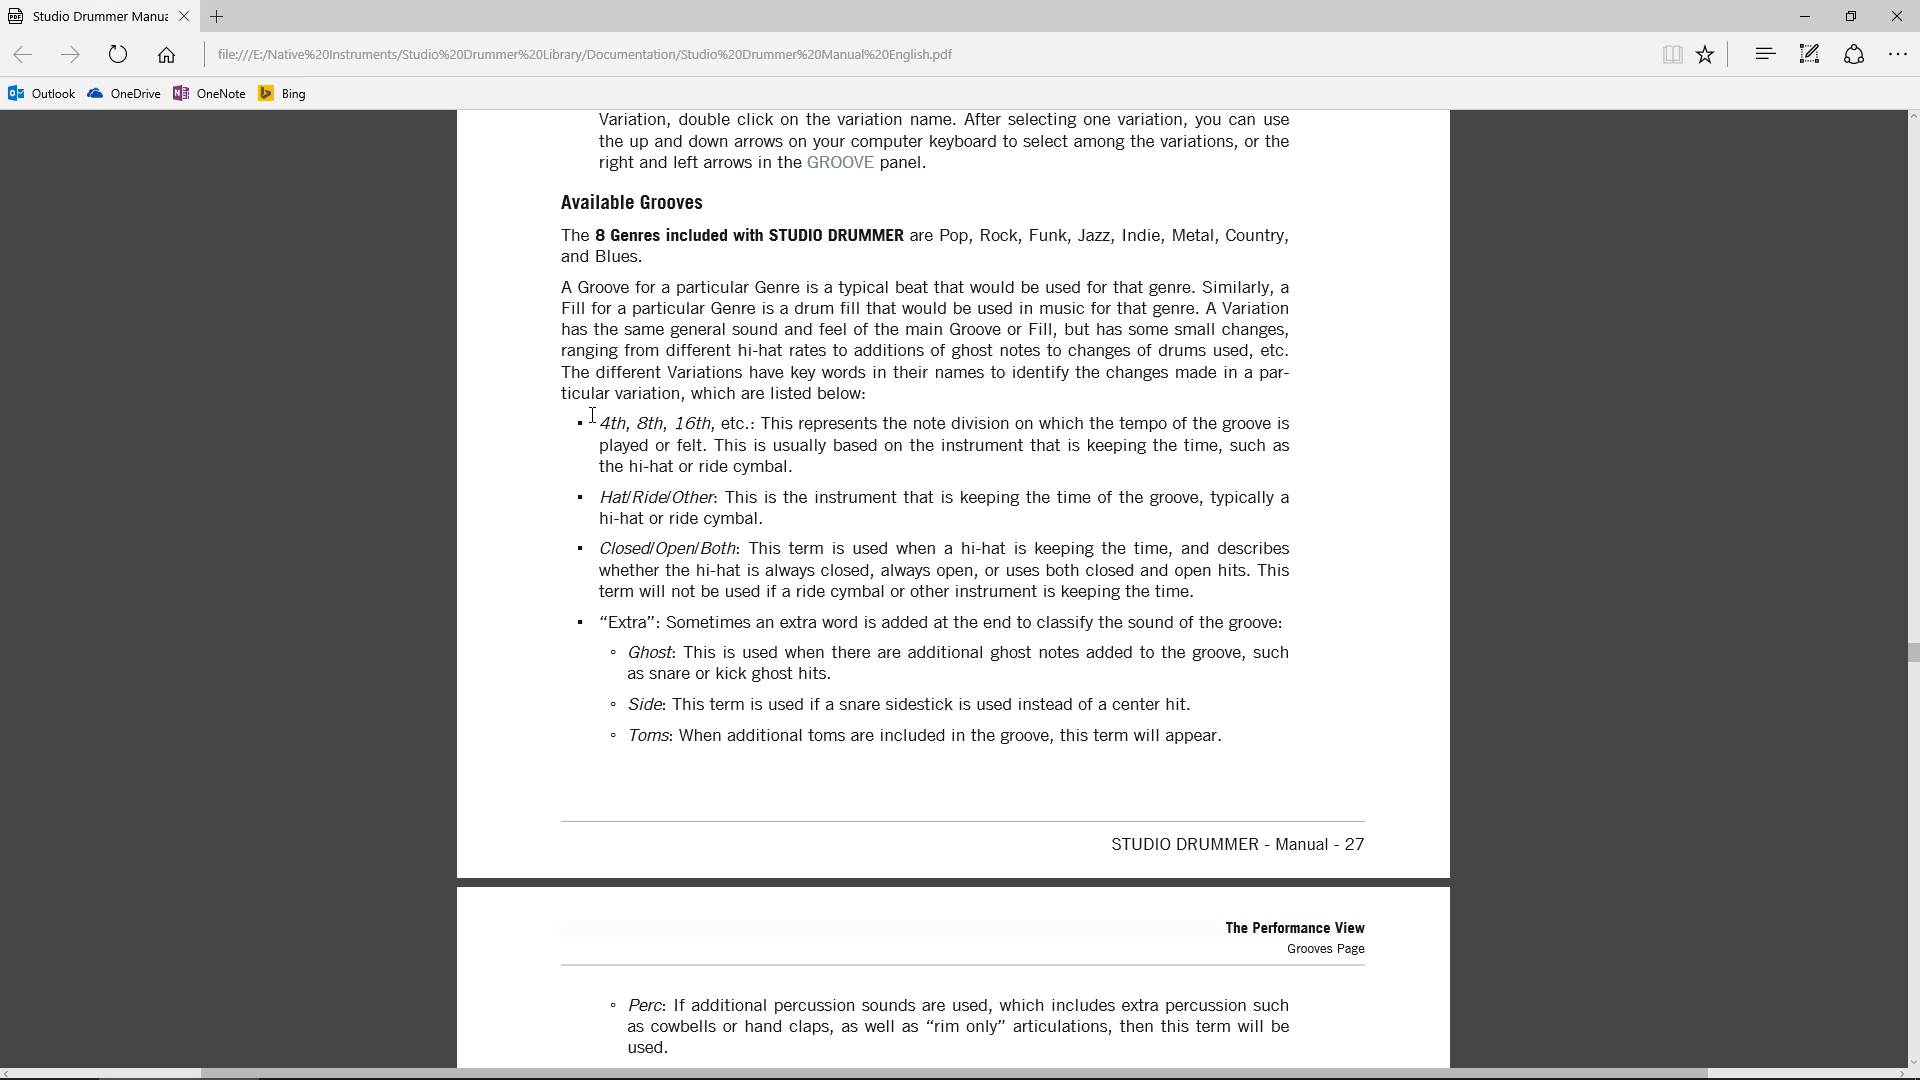 Studio Drummer Manua
file:///E:/Native%20Instruments/Studio%20Drummer%20Library/Documentation/Studio%20Drummer%20Manual%20English.pdf
Outlook OneDrive OneNote Bing
Variation, double click on the variation name. After selecting one variation, you can use
the up and down arrows on your computer keyboard to select among the variations, or the
right and left arrows in the GROOVE panel.
Available Grooves
The 8 Genres included with STUDIO DRUMMER are Pop, Rock, Funk, Jazz, Indie, Metal, Country,
and Blues.
A Groove for a particular Genre is a typical beat that would be used for that genre. Similarly, a
Fill for a particular Genre is a drum fill that would be used in music for that genre. A Variation
has the same general sound and feel of the main Groove or Fill, but has some small changes,
ranging from different hi-hat rates to additions of ghost notes to changes of drums used, etc.
The different Variations have key words in their names to identify the changes made in a par-
ticular variation, which are listed below:
▪ 4th, 8th, 16th, etc.: This represents the note division on which the tempo of the groove is
played or felt. This is usually based on the instrument that is keeping the time, such as
the hi-hat or ride cymbal.
▪ Hat/Ride/Other: This is the instrument that is keeping the time of the groove, typically a
hi-hat or ride cymbal.
▪ Closed/Open/Both: This term is used when a hi-hat is keeping the time, and describes
whether the hi-hat is always closed, always open, or uses both closed and open hits. This
term will not be used if a ride cymbal or other instrument is keeping the time.
▪ “Extra”: Sometimes an extra word is added at the end to classify the sound of the groove:
◦ Ghost: This is used when there are additional ghost notes added to the groove, such
as snare or kick ghost hits.
◦ Side: This term is used if a snare sidestick is used instead of a center hit.
◦ Toms: When additional toms are included in the groove, this term will appear.
STUDIO DRUMMER - Manual - 27
The Performance View
Grooves Page
◦ Perc: If additional percussion sounds are used, which includes extra percussion such
as cowbells or hand claps, as well as “rim only” articulations, then this term will be
used.